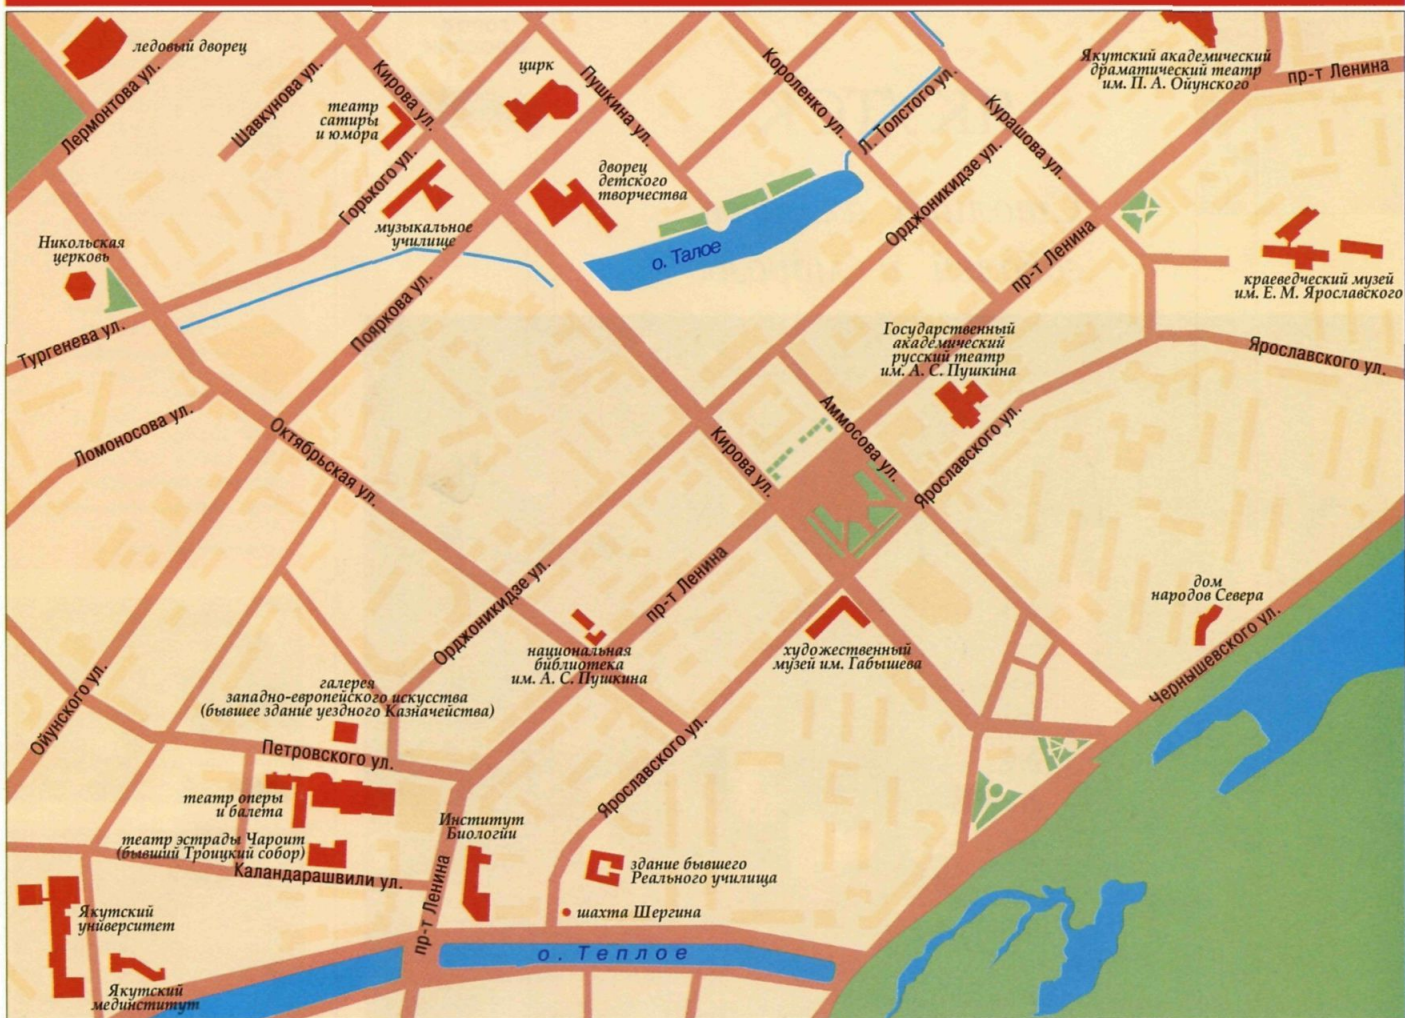 ледовый дворец
Лермонтова ул.
Шавкунова ул.
Кирова ул.
театр
сатиры
и юмора
цирк
Пушкина ул.
Короленко ул.
Л. Толстого ул.
Курашова ул.
Якутский академический
драматический театр
им. П. А. Ойунского
пр-т Ленина
Горького ул.
музыкальное
училище
дворец
детского
творчества
о. Талое
Орджоникидзе ул.
пр-т Ленина
Никольская
церковь
Тургенева ул.
Пояркова ул.
краеведческий музей
им. Е. М. Ярославского
Государственный
академический
русский театр
им. А. С. Пушкина
Ярославского ул.
Ломоносова ул.
Октябрьская ул.
Кирова ул.
Аммосова ул.
Ярославского ул.
Орджоникидзе ул.
пр-т Ленина
национальная
библиотека
им. А. С. Пушкина
художественный
музей им. Габышева
дом
народов Севера
Чернышевского ул.
Ойунского ул.
галерея
западно-европейского искусства
(бывшее здание уездного Казначейства)
Петровского ул.
театр оперы
и балета
Ярославского ул.
Институт
Биологии
театр эстрады Чароит
(бывший Троицкий собор)
Каландарашвили ул.
здание бывшего
Реального училища
шахта Шергина
пр-т Ленина
о. Теплое
Якутский
университет
Якутский
мединститут